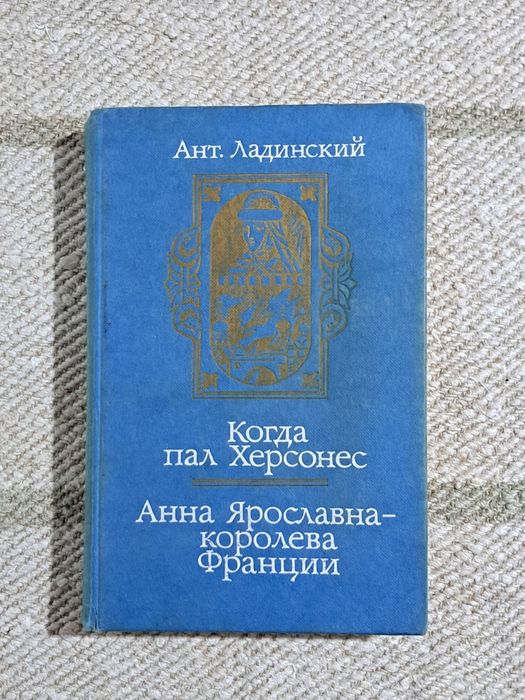 Ант. Ладинский
Когда
пал Херсонес
Анна Ярославна–
королева
Франции